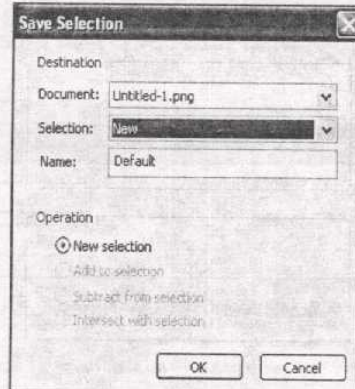 Save Selection
Destination
Document: Untitled-1.png
Selection: New
Name: Default
Operation
New selection
Add to selection
Subtract from selection
Intersect with selection
OK Cancel